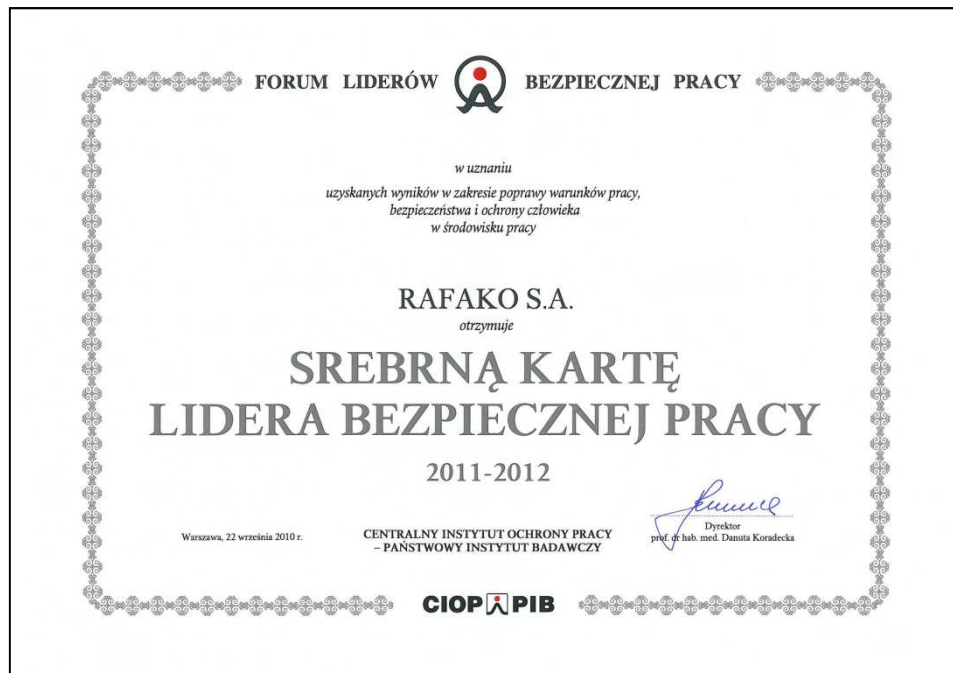 FORUM LIDERÓW BEZPIECZNEJ PRACY
w uznaniu
uzyskanych wyników w zakresie poprawy warunków pracy,
bezpieczeństwa i ochrony człowieka
w środowisku pracy
RAFAKO S.A.
otrzymuje
SREBRNĄ KARTĘ
LIDERA BEZPIECZNEJ PRACY
2011-2012
Warszawa, 22 września 2010 r.
CENTRALNY INSTYTUT OCHRONY PRACY
– PAŃSTWOWY INSTYTUT BADAWCZY
Dyrektor
prof. dr hab. med. Danuta Koradecka
CIOP PIB